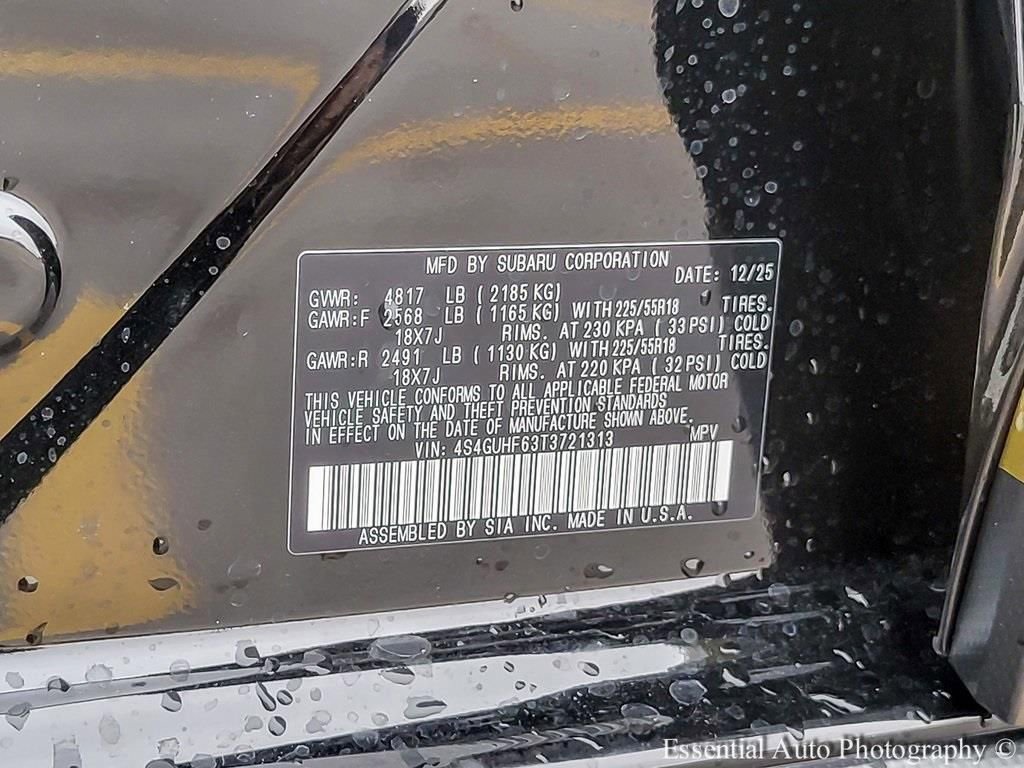 MFD BY SUBARU CORPORATION
DATE: 12/25
GVWR: 4817 LB ( 2185 KG)
GAWR:F 2568 LB ( 1165 KG) WITH 225/55R18 TIRES.
18X7J RIMS. AT 230 KPA ( 33 PSI) COLD
GAWR:R 2491 LB ( 1130 KG) WITH 225/55R18 TIRES.
18X7J RIMS. AT 220 KPA ( 32 PSI) COLD
THIS VEHICLE CONFORMS TO ALL APPLICABLE FEDERAL MOTOR
VEHICLE SAFETY AND THEFT PREVENTION STANDARDS
IN EFFECT ON THE DATE OF MANUFACTURE SHOWN ABOVE.
VIN: 4S4GUHF63T3721313 MPV
ASSEMBLED BY SIA INC. MADE IN U.S.A.
Essential Auto Photography ©